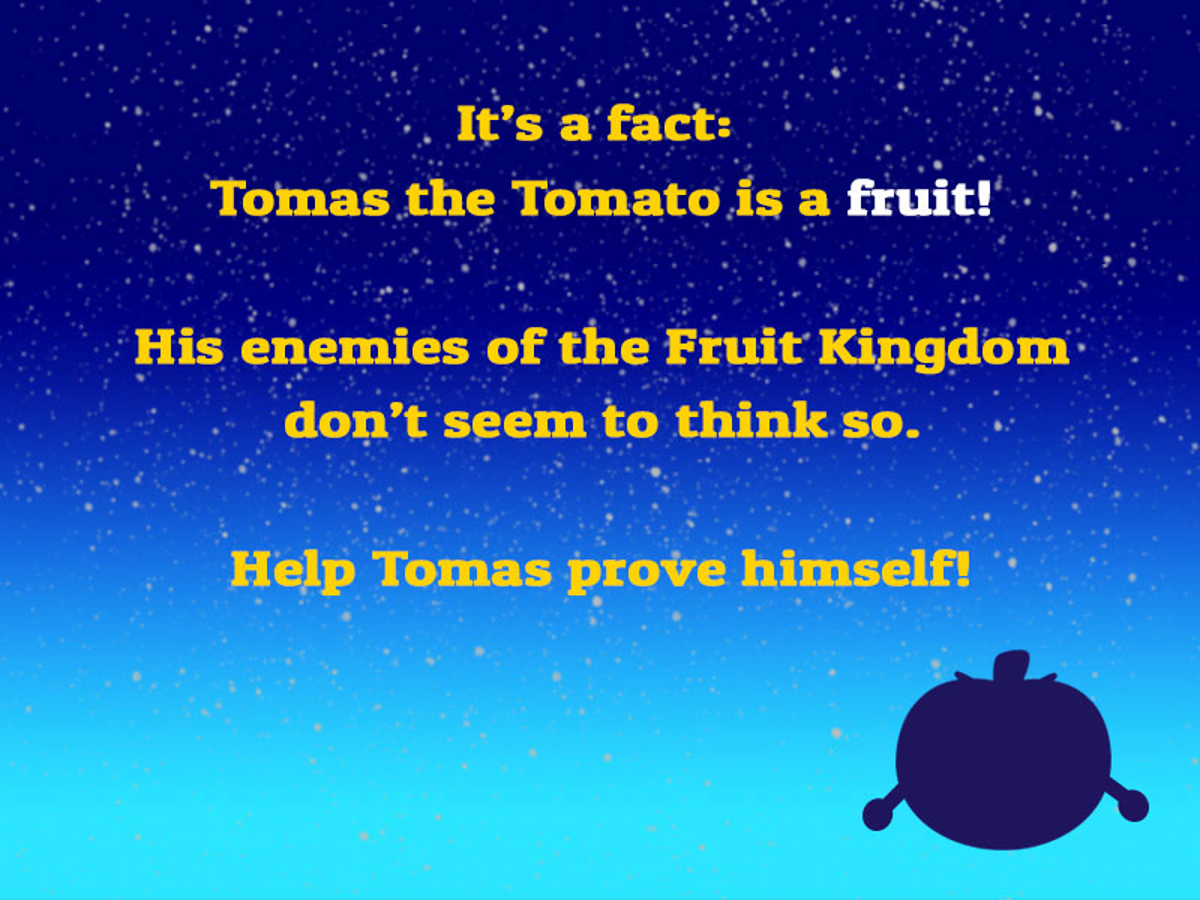 It’s a fact:
Tomas the Tomato is a fruit!
His enemies of the Fruit Kingdom
don’t seem to think so.
Help Tomas prove himself!